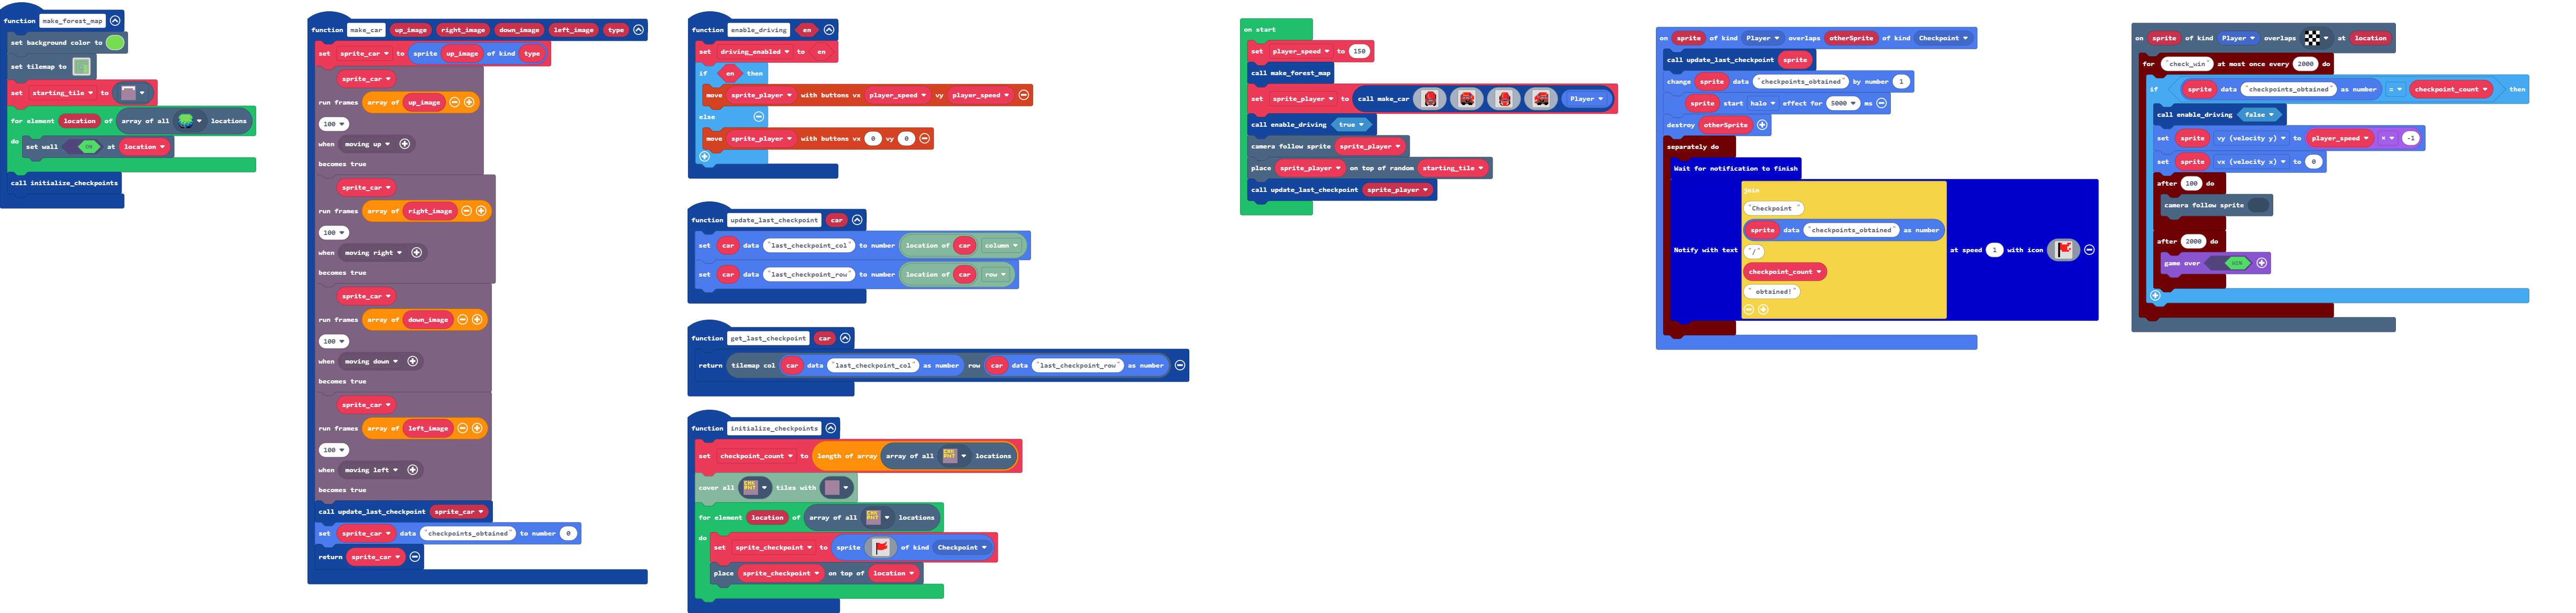 function make_forest_map
set background color to
set tilemap to
set starting_tile to
for element location of array of all locations
do
set wall ON at location
call initialize_checkpoints
function make_car up_image right_image down_image left_image type
set sprite_car to sprite up_image of kind type
sprite_car
run frames array of up_image
100
when moving up
becomes true
sprite_car
run frames array of right_image
100
when moving right
becomes true
sprite_car
run frames array of down_image
100
when moving down
becomes true
sprite_car
run frames array of left_image
100
when moving left
becomes true
call update_last_checkpoint sprite_car
set sprite_car data "checkpoints_obtained" to number 0
return sprite_car
function enable_driving en
set driving_enabled to en
if en then
move sprite_player with buttons vx player_speed vy player_speed
else
move sprite_player with buttons vx 0 vy 0
function update_last_checkpoint car
set car data "last_checkpoint_col" to number location of car column
set car data "last_checkpoint_row" to number location of car row
function get_last_checkpoint car
return tilemap col car data "last_checkpoint_col" as number row car data "last_checkpoint_row" as number
function initialize_checkpoints
set checkpoint_count to length of array array of all CHK PNT locations
cover all CHK PNT tiles with
for element location of array of all CHK PNT locations
do
set sprite_checkpoint to sprite of kind Checkpoint
place sprite_checkpoint on top of location
on start
set player_speed to 150
call make_forest_map
set sprite_player to call make_car Player
call enable_driving true
camera follow sprite sprite_player
place sprite_player on top of random starting_tile
call update_last_checkpoint sprite_player
on sprite of kind Player overlaps otherSprite of kind Checkpoint
call update_last_checkpoint sprite
change sprite data "checkpoints_obtained" by number 1
sprite start halo effect for 5000 ms
destroy otherSprite
separately do
Wait for notification to finish
Notify with text
join
"Checkpoint "
sprite data "checkpoints_obtained" as number
"/"
checkpoint_count
" obtained!"
at speed 1 with icon
on sprite of kind Player overlaps at location
for "check_win" at most once every 2000 do
if sprite data "checkpoints_obtained" as number = checkpoint_count then
call enable_driving false
set sprite vy (velocity y) to player_speed × -1
set sprite vx (velocity x) to 0
after 100 do
camera follow sprite
after 2000 do
game over WIN